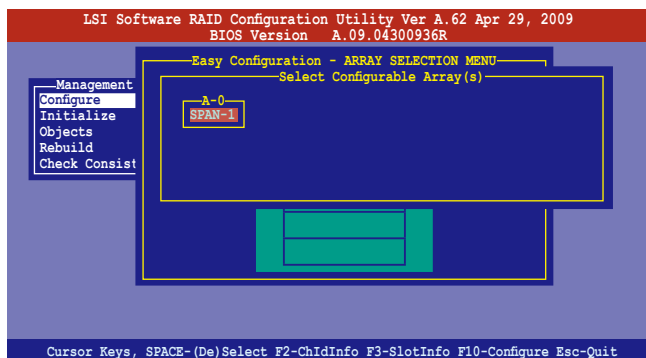 LSI Software RAID Configuration Utility Ver A.62 Apr 29, 2009
BIOS Version A.09.04300936R
Easy Configuration - ARRAY SELECTION MENU
Select Configurable Array(s)
Management
Configure
Initialize
Objects
Rebuild
Check Consist
A-0
SPAN-1
Cursor Keys, SPACE-(De)Select F2-ChIdInfo F3-SlotInfo F10-Configure Esc-Quit